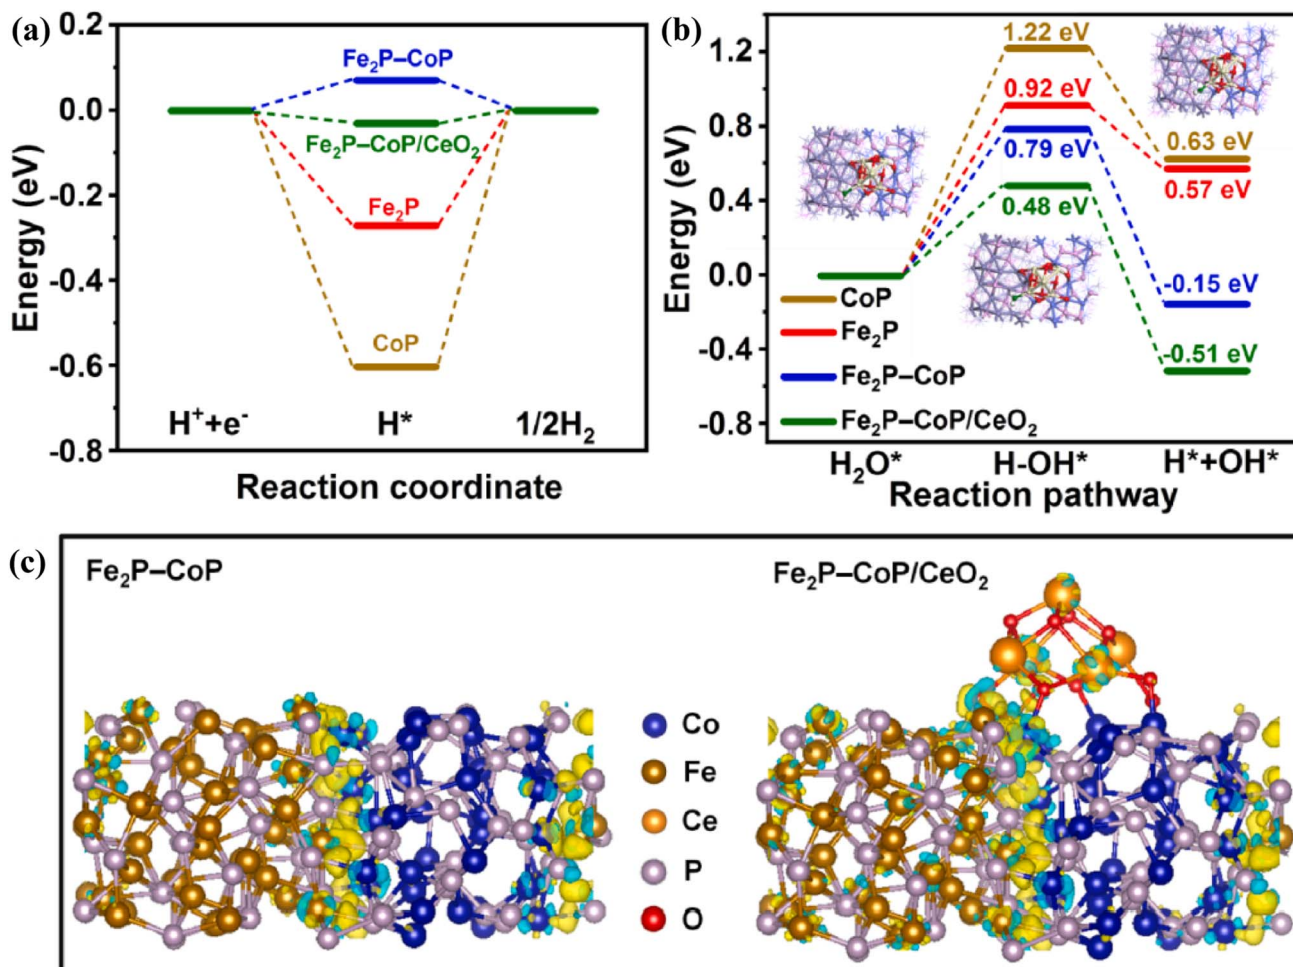 (a)
0.2
0.0
-0.2
-0.4
-0.6
-0.8
Energy (eV)
Fe₂P–CoP
Fe₂P–CoP/CeO₂
Fe₂P
CoP
H⁺+e⁻
H*
1/2H₂
Reaction coordinate
(b)
1.2
0.8
0.4
0.0
-0.4
-0.8
Energy (eV)
1.22 eV
0.92 eV
0.79 eV
0.48 eV
0.63 eV
0.57 eV
-0.15 eV
-0.51 eV
CoP
Fe₂P
Fe₂P–CoP
Fe₂P–CoP/CeO₂
H₂O*
H-OH*
H*+OH*
Reaction pathway
(c)
Fe₂P–CoP
Fe₂P–CoP/CeO₂
Co
Fe
Ce
P
O